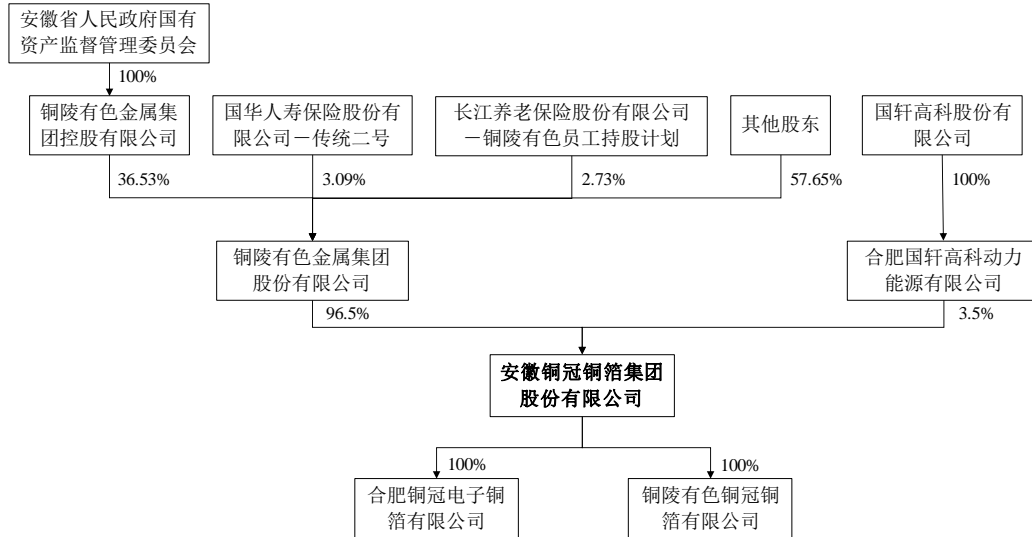 安徽省人民政府国有
资产监督管理委员会
100%
铜陵有色金属集
团控股有限公司
国华人寿保险股份有
限公司－传统二号
长江养老保险股份有限公司
－铜陵有色员工持股计划
其他股东
国轩高科股份有
限公司
36.53%
3.09%
2.73%
57.65%
100%
铜陵有色金属集团
股份有限公司
合肥国轩高科动力
能源有限公司
96.5%
3.5%
安徽铜冠铜箔集团
股份有限公司
100%
100%
合肥铜冠电子铜
箔有限公司
铜陵有色铜冠铜
箔有限公司